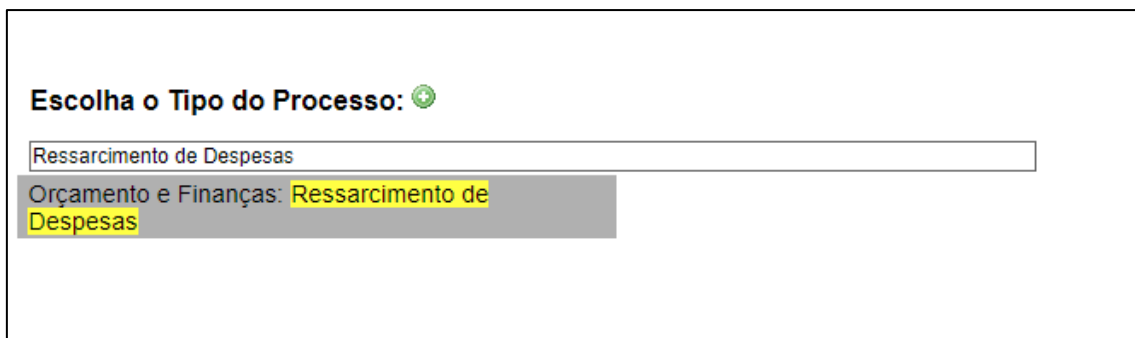 Escolha o Tipo do Processo:
Ressarcimento de Despesas
Orçamento e Finanças: Ressarcimento de
Despesas